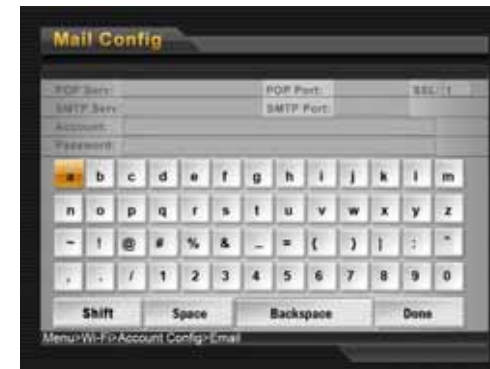 Mail Config
POP Serv: POP Port: SSL
SMTP Serv: SMTP Port:
Account:
Password:
a b c d e f g h i j k l m
n o p q r s t u v w x y z
~ ! @ # % & _ = { } | : "
, . / 1 2 3 4 5 6 7 8 9 0
Shift Space Backspace Done
Menu>Wi-Fi>Account Config>Email